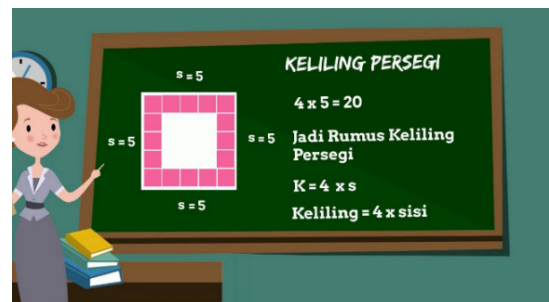 KELILING PERSEGI
s = 5
4 x 5 = 20
s = 5
s = 5
Jadi Rumus Keliling
Persegi
K = 4 x s
s = 5
Keliling = 4 x sisi